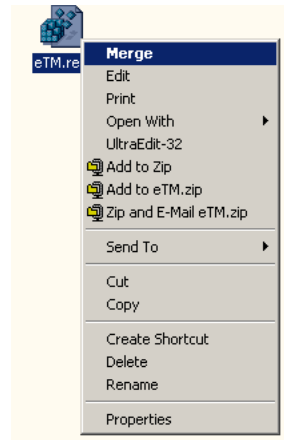 eTM.re
Merge
Edit
Print
Open With
UltraEdit-32
Add to Zip
Add to eTM.zip
Zip and E-Mail eTM.zip
Send To
Cut
Copy
Create Shortcut
Delete
Rename
Properties